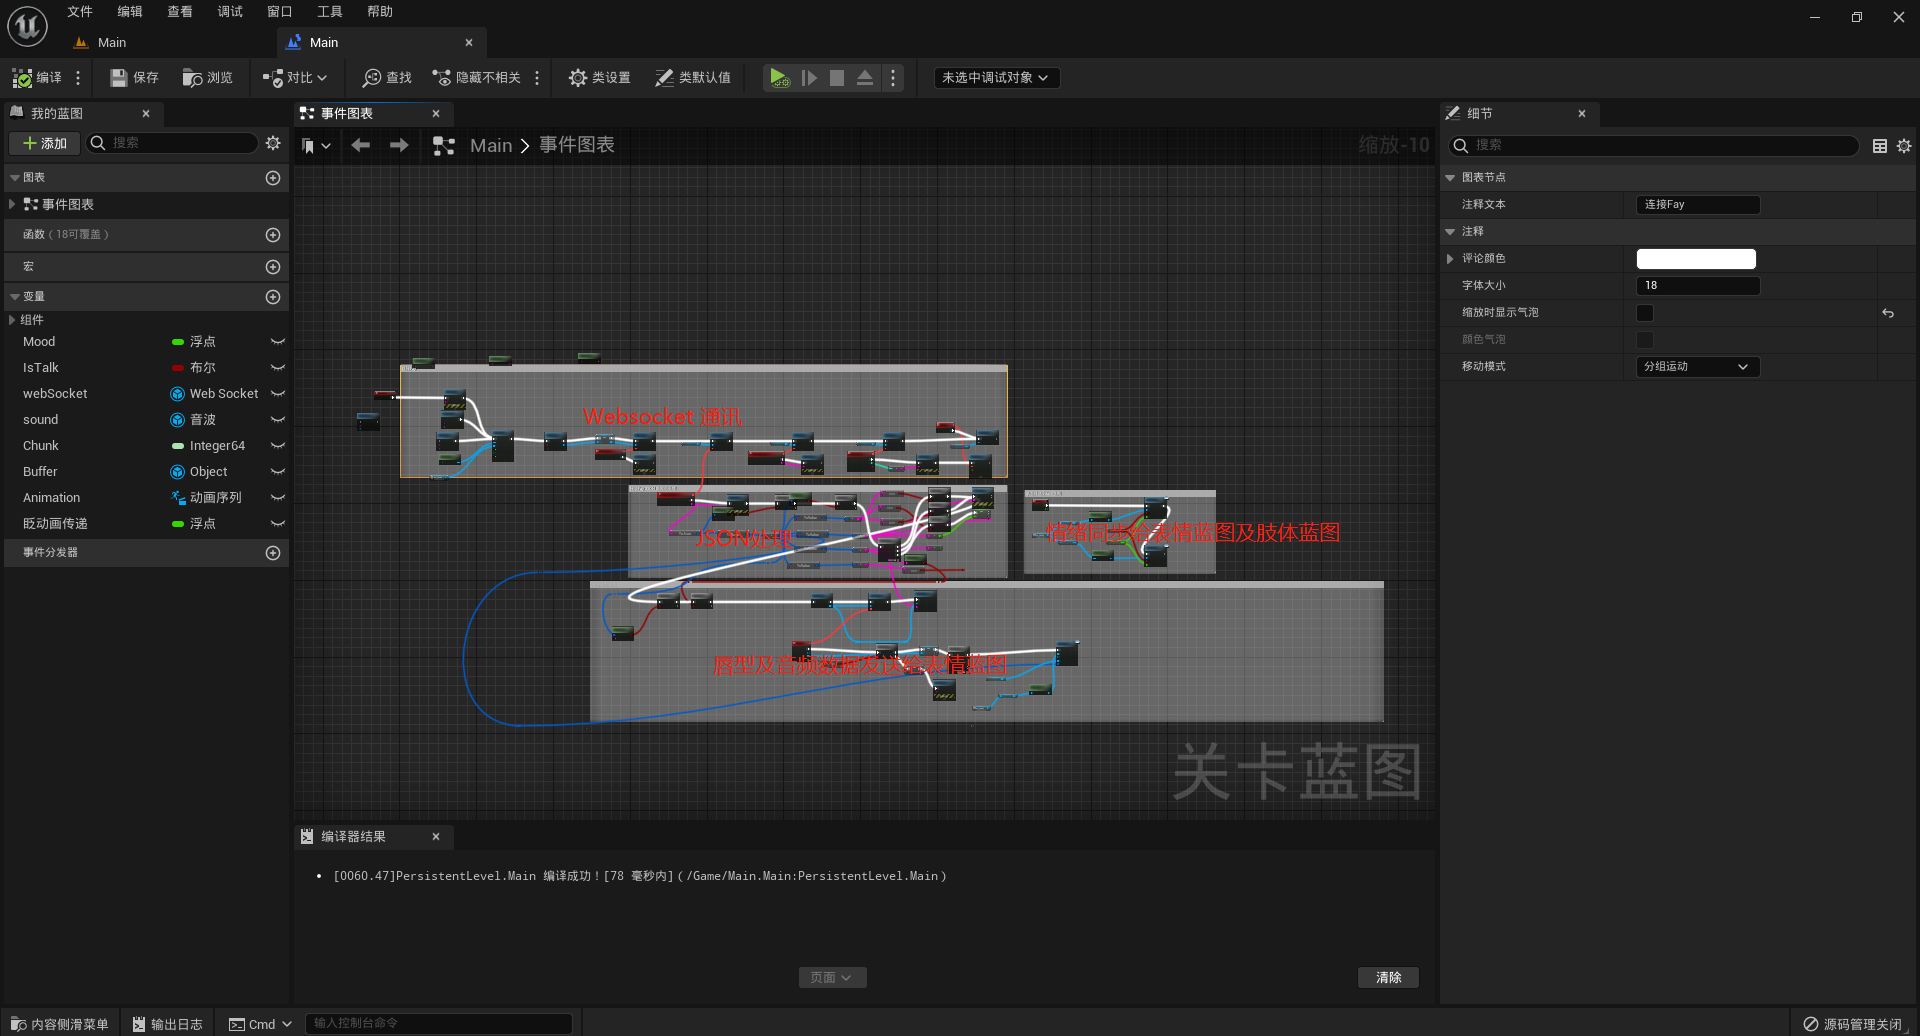 文件 编辑 查看 调试 窗口 工具 帮助
Main
Main
编译 保存 浏览 对比 查找 隐藏不相关 类设置 类默认值 未选中调试对象
我的蓝图
添加 搜索
图表
事件图表
函数（18可覆盖）
宏
变量
组件
Mood 浮点
IsTalk 布尔
webSocket Web Socket
sound 音波
Chunk Integer64
Buffer Object
Animation 动画序列
眨动画传递 浮点
事件分发器
事件图表
Main > 事件图表 缩放-10
Websocket 通讯
JSON处理
情绪同步给表情蓝图及肢体蓝图
唇型及音频数据发送给表情蓝图
关卡蓝图
编译器结果
[0060.47]PersistentLevel.Main 编译成功！[78 毫秒内]（/Game/Main.Main:PersistentLevel.Main）
页面 清除
细节
搜索
图表节点
注释文本 连接Fay
注释
评论颜色
字体大小 18
缩放时显示气泡
颜色气泡
移动模式 分组运动
内容侧滑菜单 输出日志 Cmd 输入控制台命令 源码管理关闭